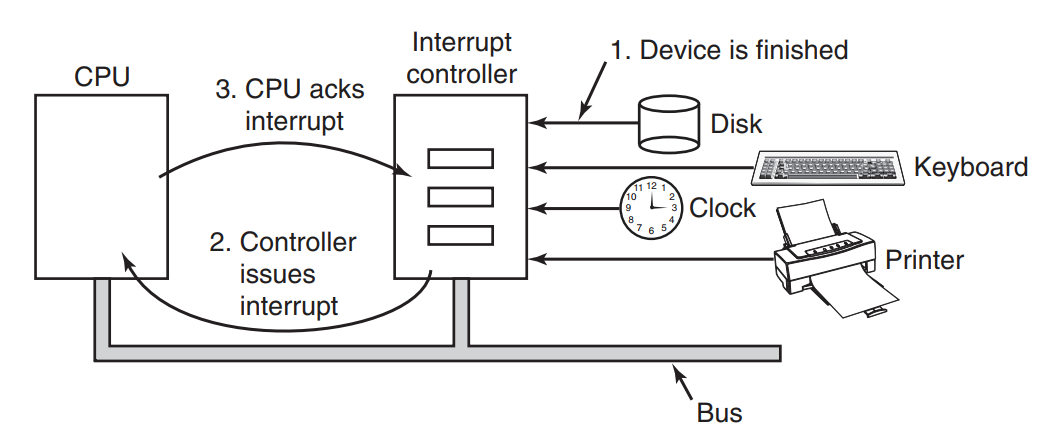 CPU
3. CPU acks
interrupt
Interrupt
controller
1. Device is finished
Disk
Keyboard
11 12 1
10 2
9 3
8 4
7 6 5
Clock
Printer
2. Controller
issues
interrupt
Bus